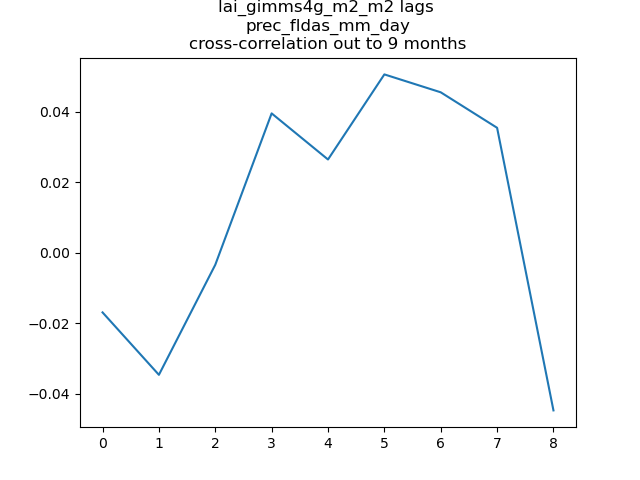 lai_gimms4g_m2_m2 lags
prec_fldas_mm_day
cross-correlation out to 9 months
0.04
0.02
0.00
−0.02
−0.04
0 1 2 3 4 5 6 7 8